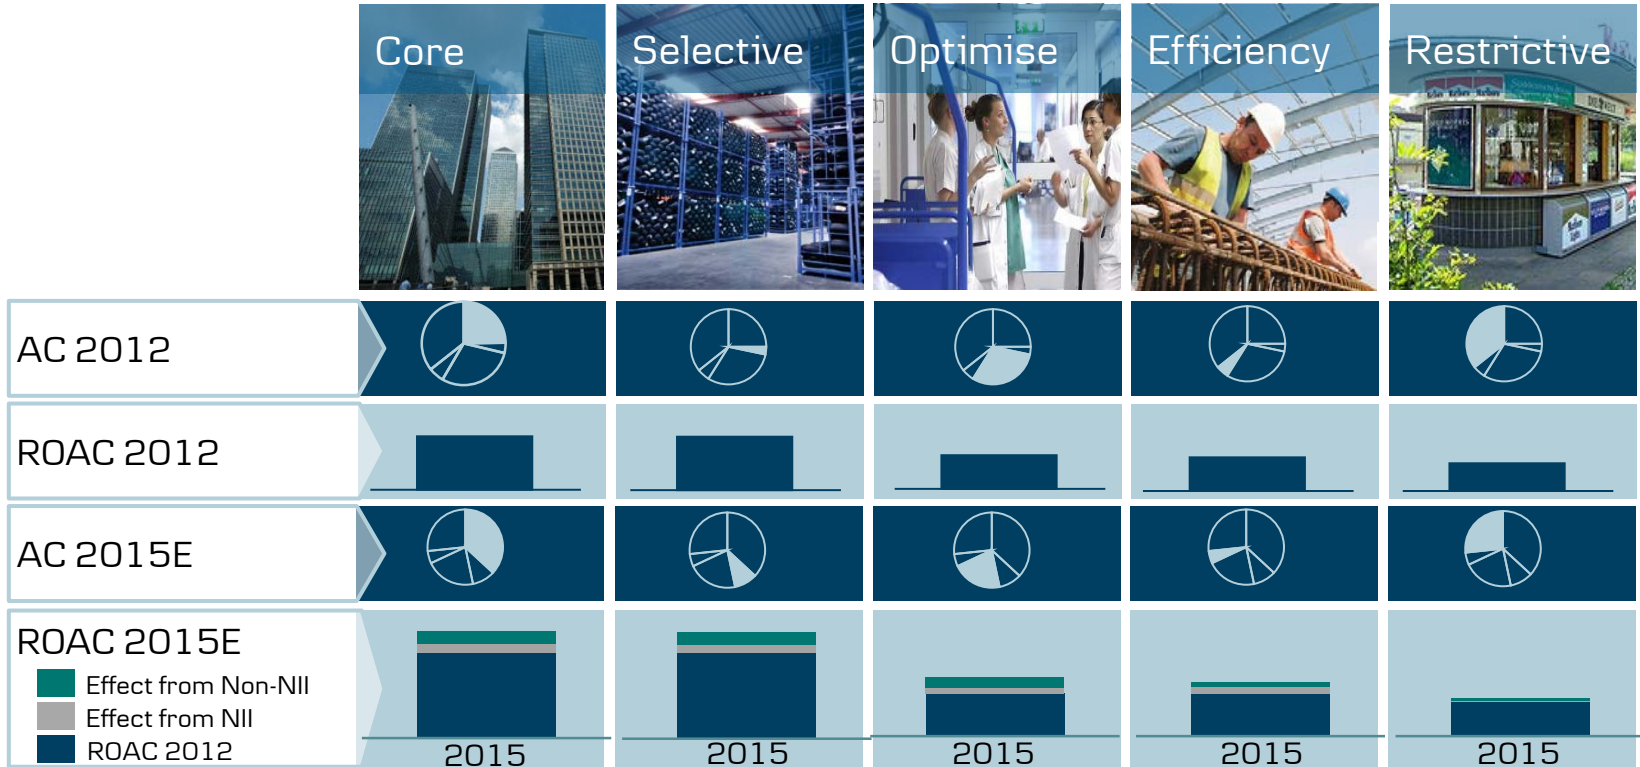 Core
Selective
Optimise
Efficiency
Restrictive
AC 2012
ROAC 2012
AC 2015E
ROAC 2015E
Effect from Non-NII
Effect from NII
ROAC 2012
2015
2015
2015
2015
2015